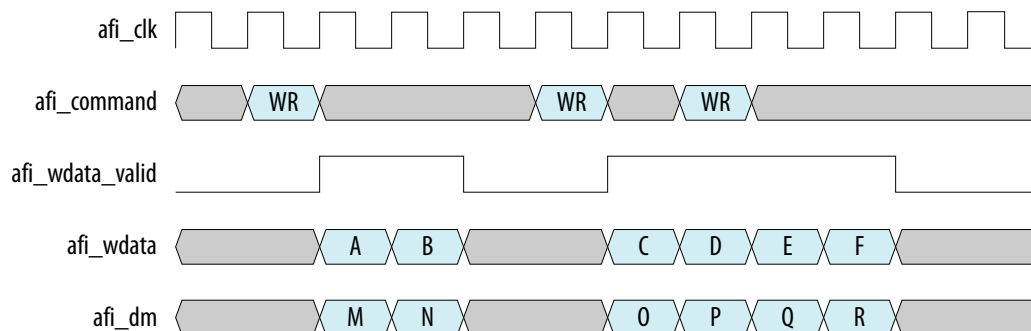 afi_clk
afi_command WR WR WR
afi_wdata_valid
afi_wdata A B C D E F
afi_dm M N O P Q R